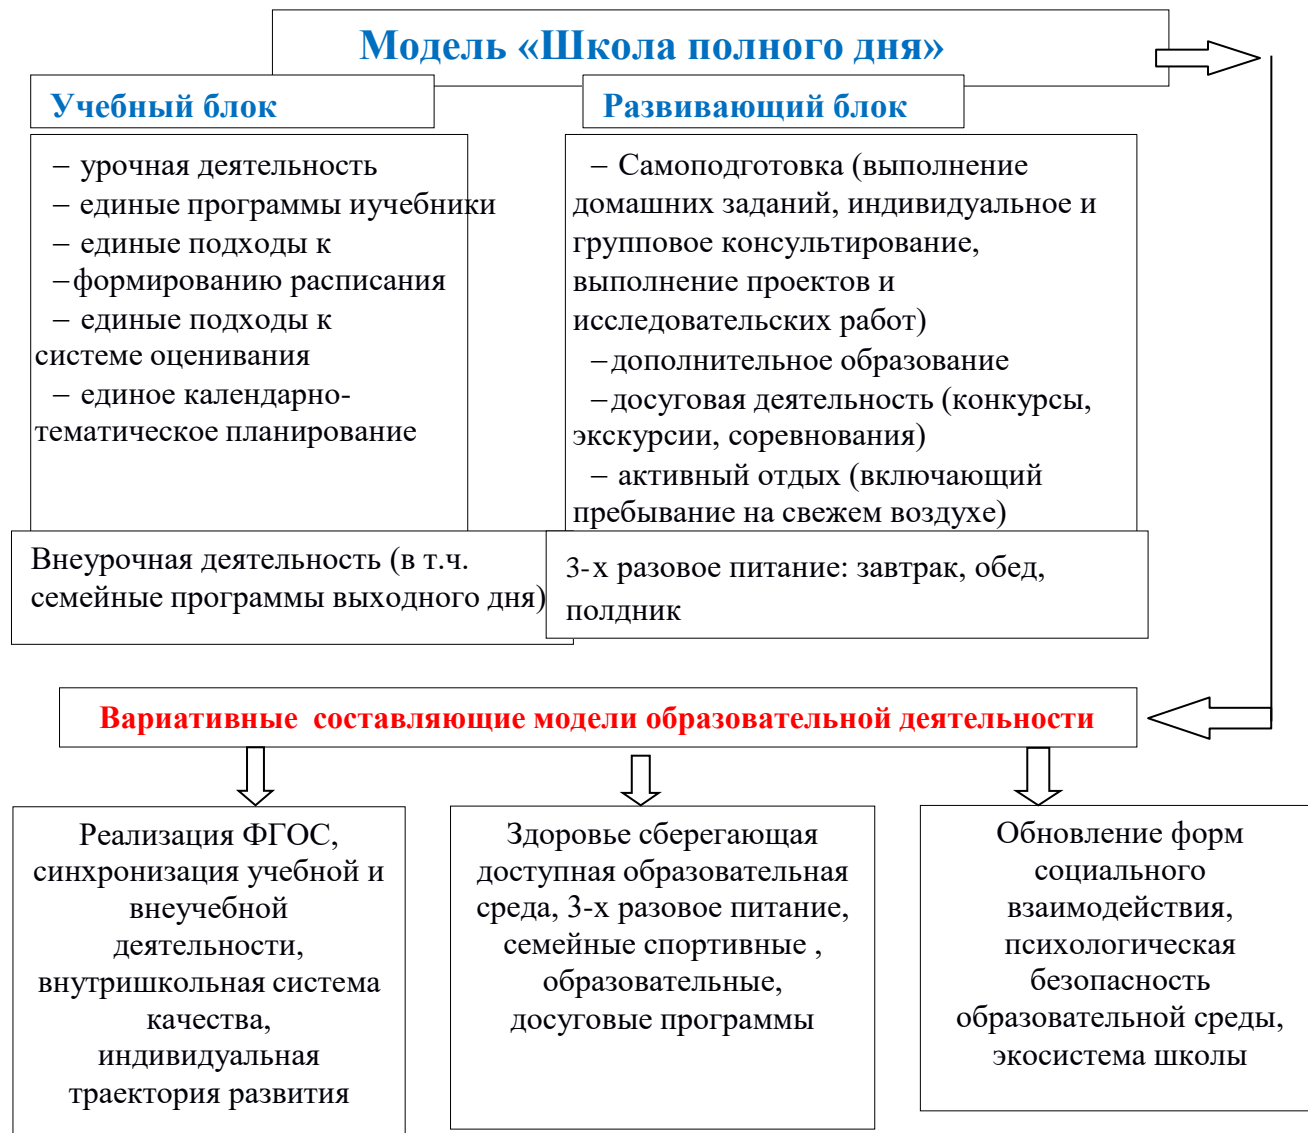 Модель «Школа полного дня»
Учебный блок
– урочная деятельность
– единые программы иучебники
– единые подходы к
–формированию расписания
– единые подходы к
системе оценивания
– единое календарно-
тематическое планирование
Развивающий блок
– Самоподготовка (выполнение
домашних заданий, индивидуальное и
групповое консультирование,
выполнение проектов и
исследовательских работ)
–дополнительное образование
–досуговая деятельность (конкурсы,
экскурсии, соревнования)
– активный отдых (включающий
пребывание на свежем воздухе)
Внеурочная деятельность (в т.ч.
семейные программы выходного дня)
3-х разовое питание: завтрак, обед,
полдник
Вариативные составляющие модели образовательной деятельности
Реализация ФГОС,
синхронизация учебной и
внеучебной
деятельности,
внутришкольная система
качества,
индивидуальная
траектория развития
Здоровье сберегающая
доступная образовательная
среда, 3-х разовое питание,
семейные спортивные ,
образовательные,
досуговые программы
Обновление форм
социального
взаимодействия,
психологическая
безопасность
образовательной среды,
экосистема школы